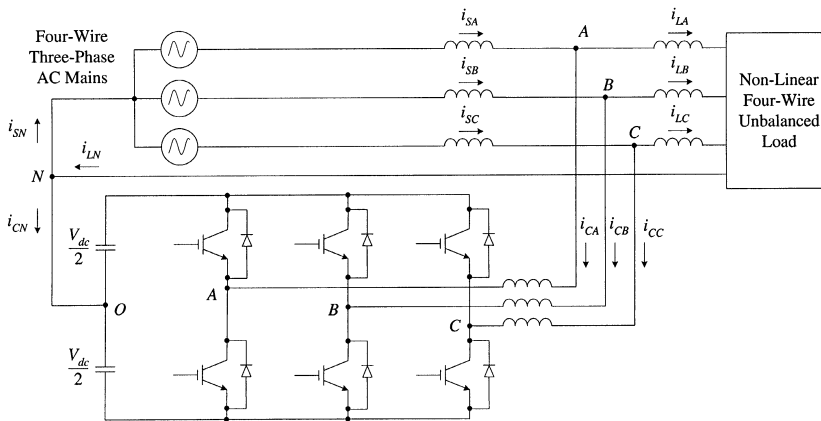 Four-Wire
Three-Phase
AC Mains
i_SA
A
i_LA
i_SB
B
i_LB
i_SC
C
i_LC
Non-Linear
Four-Wire
Unbalanced
Load
i_SN
i_LN
N
i_CN
i_CA
i_CB
i_CC
V_dc
2
A
O
B
C
V_dc
2